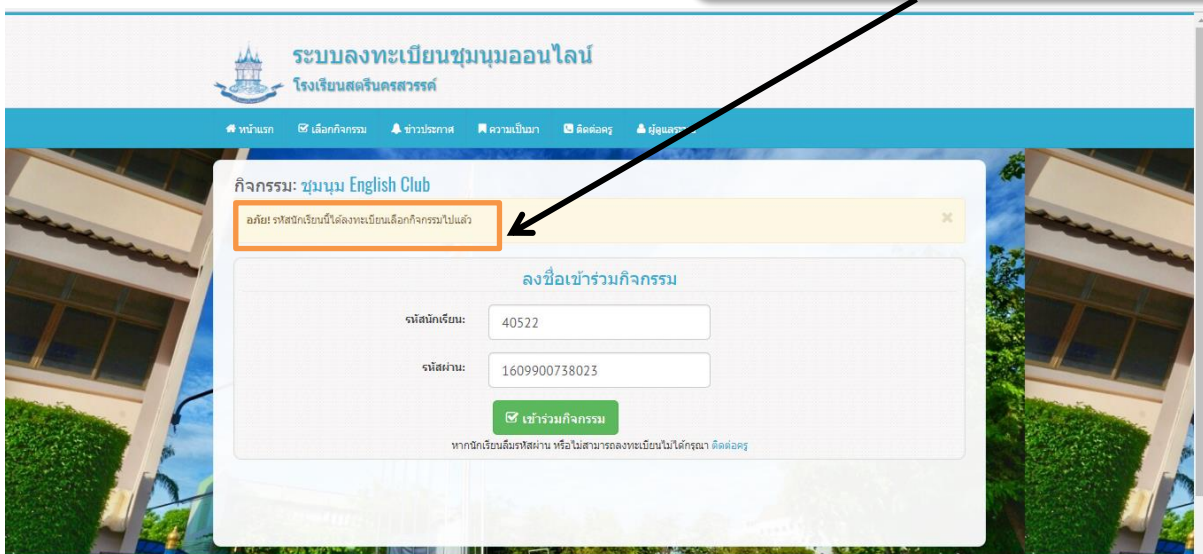 ระบบลงทะเบียนชุมนุมออนไลน์
โรงเรียนสตรีนครสวรรค์
หน้าแรก เลือกกิจกรรม ข่าวประกาศ ความเป็นมา ติดต่อครู
กิจกรรม: ชุมนุม English Club
อภัย! รหัสนักเรียนนี้ได้ลงทะเบียนเลือกกิจกรรมไปแล้ว
ลงชื่อเข้าร่วมกิจกรรม
รหัสนักเรียน: 40522
รหัสผ่าน: 1609900738023
เข้าร่วมกิจกรรม
หากนักเรียนลืมรหัสผ่าน หรือไม่สามารถลงทะเบียนไม่ได้กรุณา ติดต่อครู